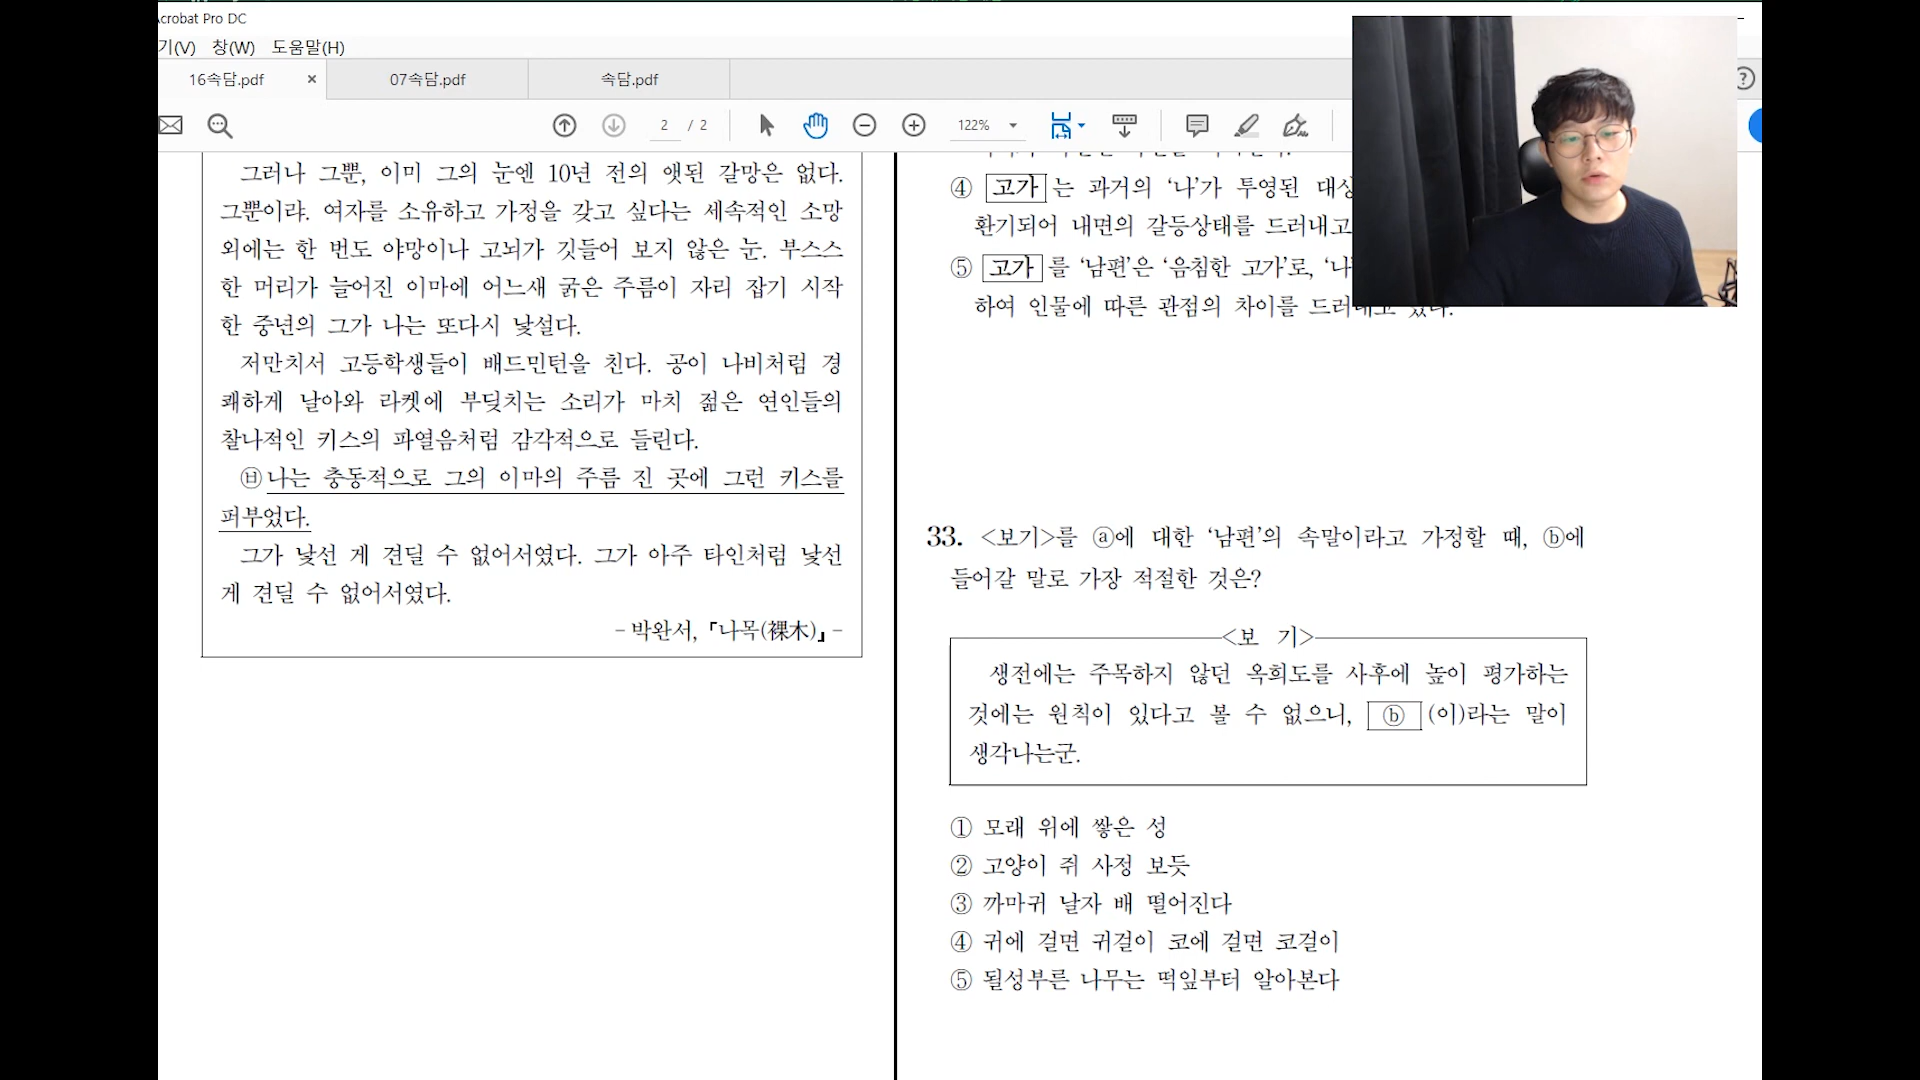 Acrobat Pro DC
기(V) 창(W) 도움말(H)
16속담.pdf × 07속담.pdf 속담.pdf
2 / 2 122%
그러나 그뿐, 이미 그의 눈엔 10년 전의 앳된 갈망은 없다.
그뿐이랴. 여자를 소유하고 가정을 갖고 싶다는 세속적인 소망
외에는 한 번도 야망이나 고뇌가 깃들어 보지 않은 눈. 부스스
한 머리가 늘어진 이마에 어느새 굵은 주름이 자리 잡기 시작
한 중년의 그가 나는 또다시 낯설다.
저만치서 고등학생들이 배드민턴을 친다. 공이 나비처럼 경
쾌하게 날아와 라켓에 부딪치는 소리가 마치 젊은 연인들의
찰나적인 키스의 파열음처럼 감각적으로 들린다.
㉥나는 충동적으로 그의 이마의 주름 진 곳에 그런 키스를
퍼부었다.
그가 낯선 게 견딜 수 없어서였다. 그가 아주 타인처럼 낯선
게 견딜 수 없어서였다.
- 박완서, 「나목(裸木)」 -
④ 고가 는 과거의 ‘나’가 투영된 대상
환기되어 내면의 갈등상태를 드러내고
⑤ 고가 를 ‘남편’은 ‘음침한 고가’로, ‘나’
하여 인물에 따른 관점의 차이를 드러내고 있다.
33. <보기>를 ⓐ에 대한 ‘남편’의 속말이라고 가정할 때, ⓑ에
들어갈 말로 가장 적절한 것은?
<보 기>
생전에는 주목하지 않던 옥희도를 사후에 높이 평가하는
것에는 원칙이 있다고 볼 수 없으니, ⓑ (이)라는 말이
생각나는군.
① 모래 위에 쌓은 성
② 고양이 쥐 사정 보듯
③ 까마귀 날자 배 떨어진다
④ 귀에 걸면 귀걸이 코에 걸면 코걸이
⑤ 될성부른 나무는 떡잎부터 알아본다